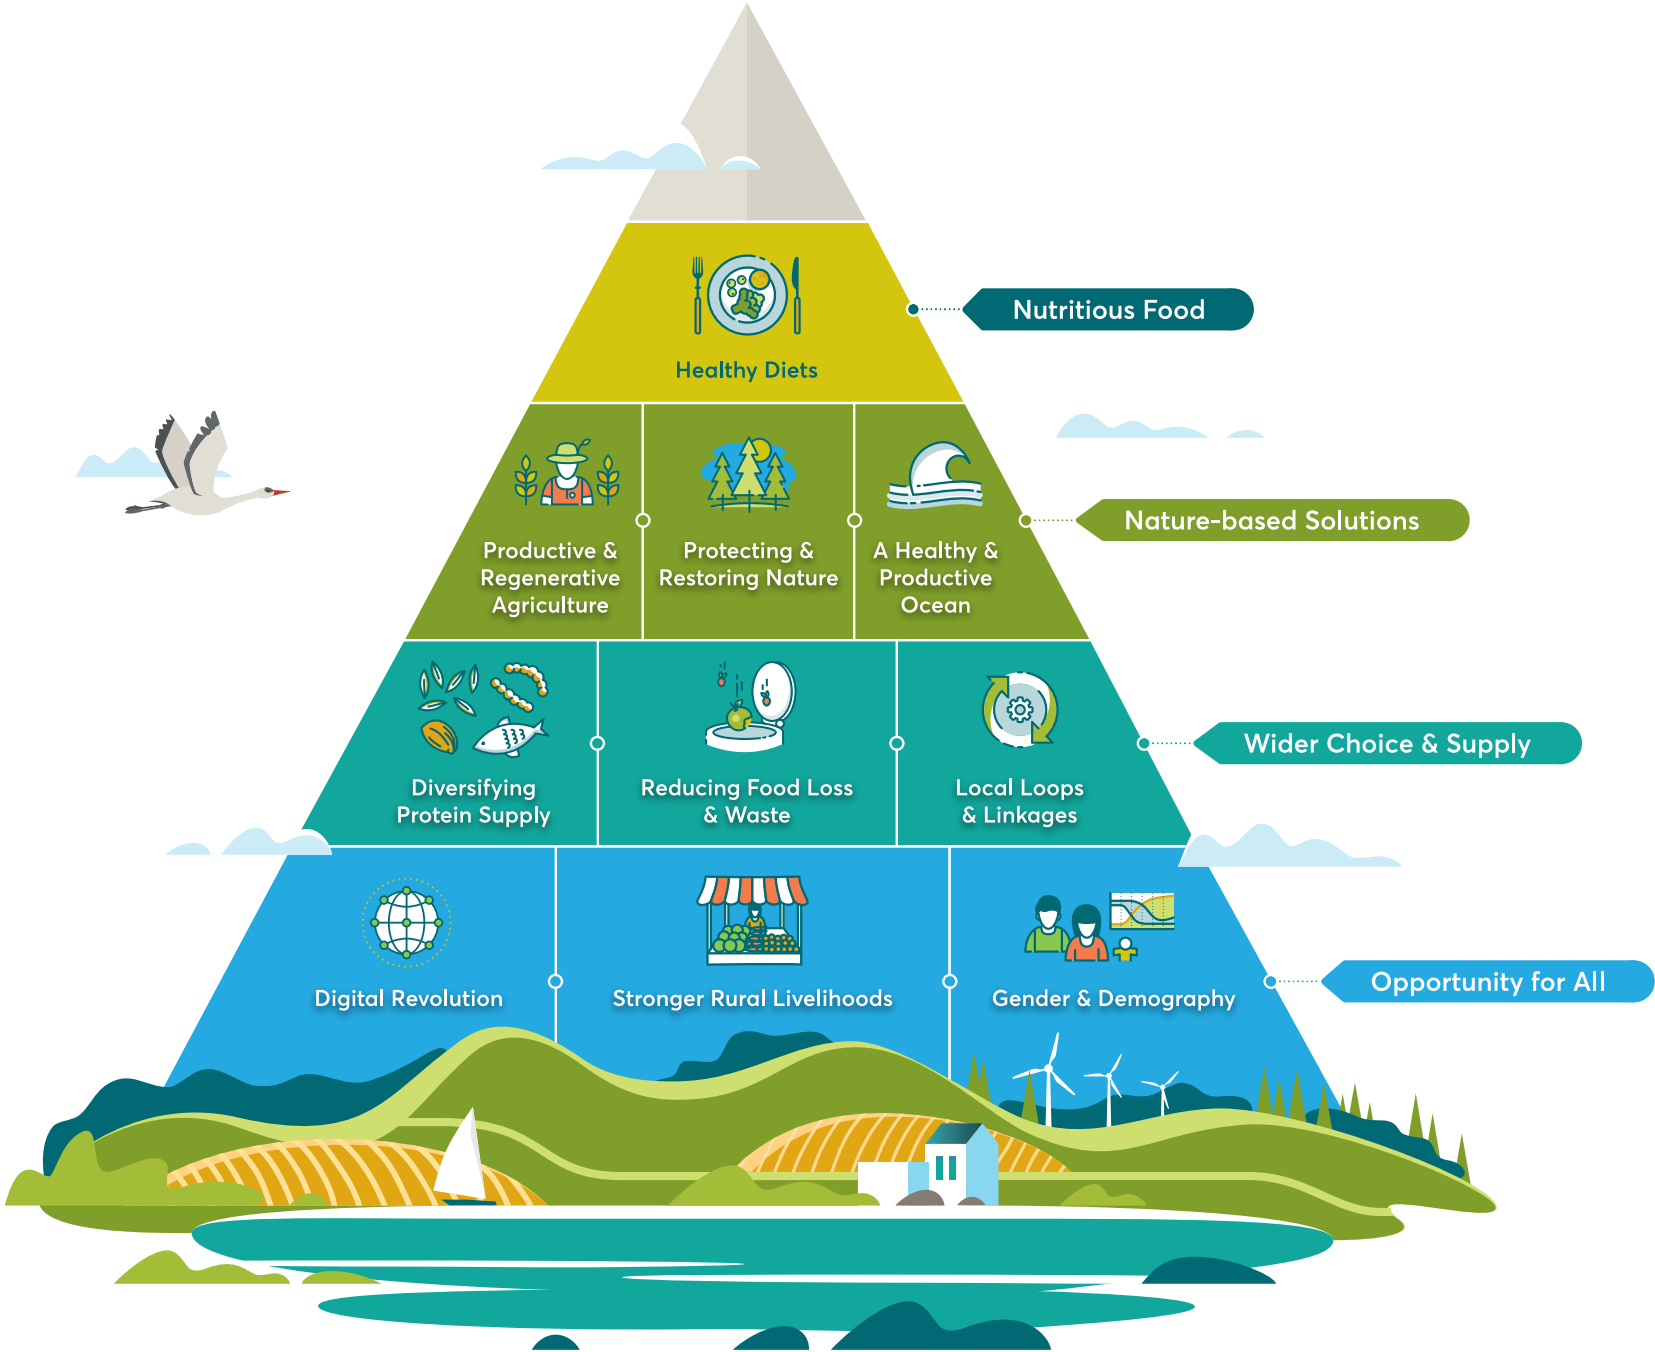 Nutritious Food
Healthy Diets
Nature-based Solutions
Productive &
Regenerative
Agriculture
Protecting &
Restoring Nature
A Healthy &
Productive
Ocean
Wider Choice & Supply
Diversifying
Protein Supply
Reducing Food Loss
& Waste
Local Loops
& Linkages
Opportunity for All
Digital Revolution
Stronger Rural Livelihoods
Gender & Demography